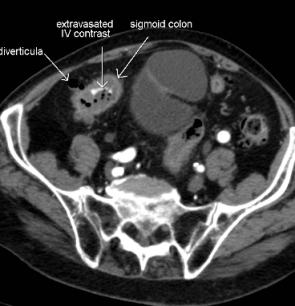 extravasated
IV contrast
sigmoid colon
diverticula